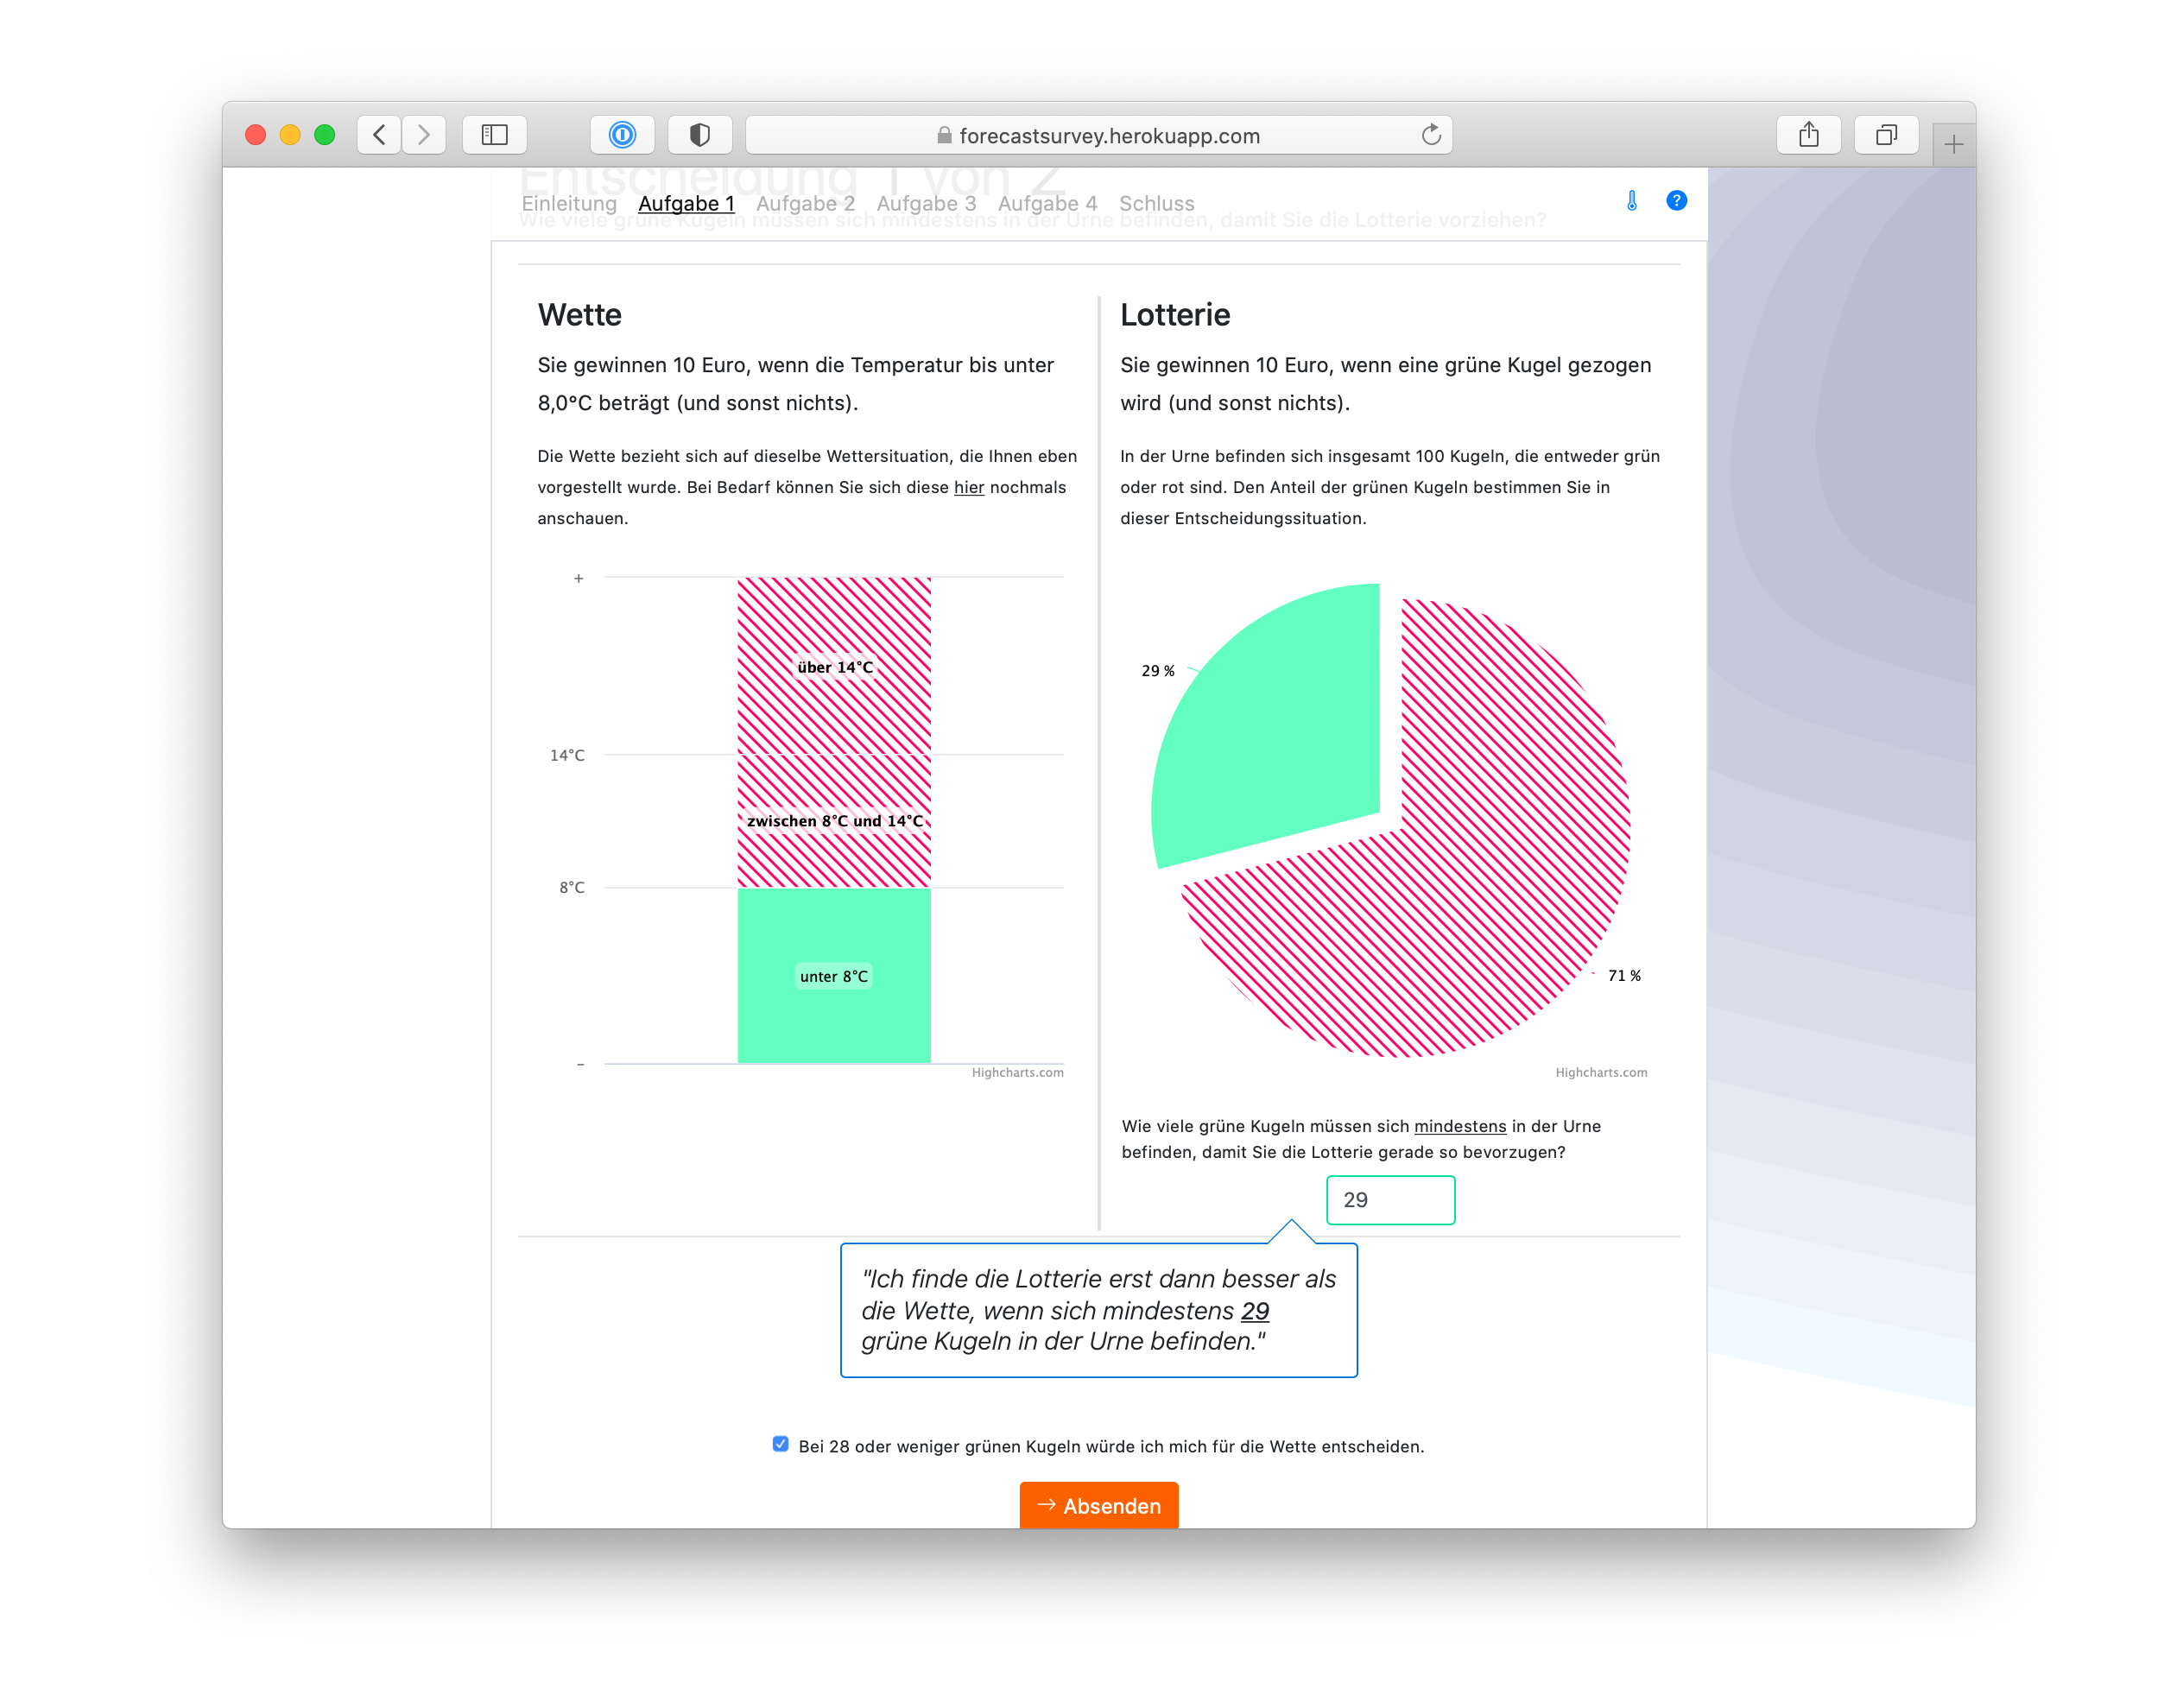 forecastsurvey.herokuapp.com
Entscheidung 1 von 2
Einleitung Aufgabe 1 Aufgabe 2 Aufgabe 3 Aufgabe 4 Schluss
Wie viele grüne Kugeln müssen sich mindestens in der Urne befinden, damit Sie die Lotterie vorziehen?
Wette
Sie gewinnen 10 Euro, wenn die Temperatur bis unter
8,0°C beträgt (und sonst nichts).
Die Wette bezieht sich auf dieselbe Wettersituation, die Ihnen eben
vorgestellt wurde. Bei Bedarf können Sie sich diese hier nochmals
anschauen.
+
über 14°C
14°C
zwischen 8°C und 14°C
8°C
unter 8°C
–
Highcharts.com
Lotterie
Sie gewinnen 10 Euro, wenn eine grüne Kugel gezogen
wird (und sonst nichts).
In der Urne befinden sich insgesamt 100 Kugeln, die entweder grün
oder rot sind. Den Anteil der grünen Kugeln bestimmen Sie in
dieser Entscheidungssituation.
29 %
71 %
Highcharts.com
Wie viele grüne Kugeln müssen sich mindestens in der Urne
befinden, damit Sie die Lotterie gerade so bevorzugen?
29
"Ich finde die Lotterie erst dann besser als
die Wette, wenn sich mindestens 29
grüne Kugeln in der Urne befinden."
Bei 28 oder weniger grünen Kugeln würde ich mich für die Wette entscheiden.
→ Absenden